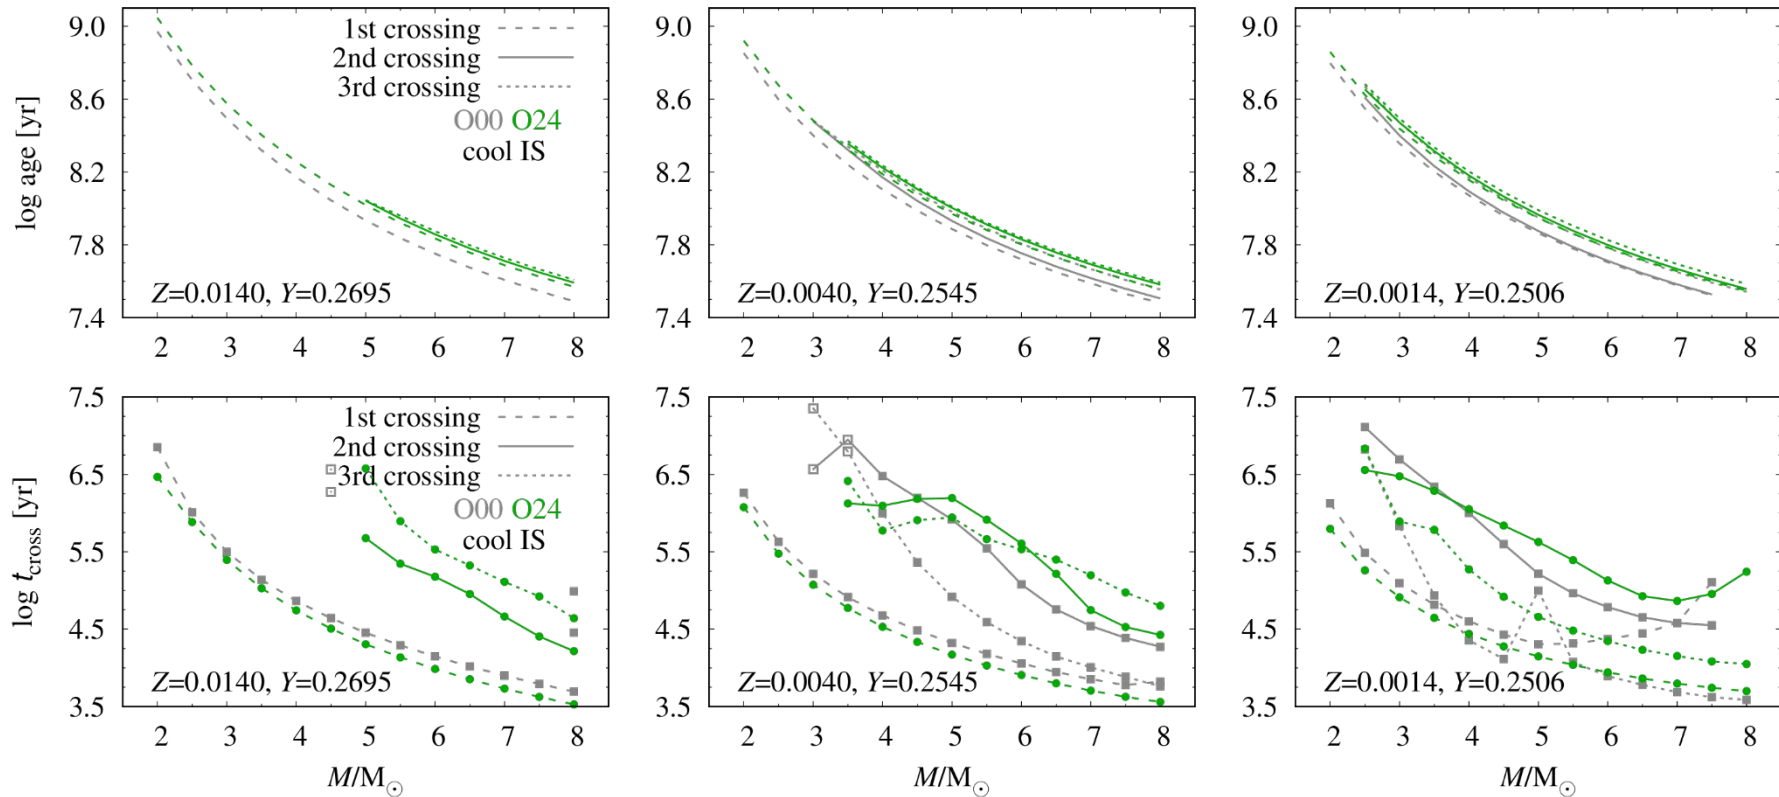 log age [yr]
9.0
8.6
8.2
7.8
7.4
1st crossing
2nd crossing
3rd crossing
O00 O24
cool IS
Z=0.0140, Y=0.2695
2 3 4 5 6 7 8
9.0
8.6
8.2
7.8
7.4
Z=0.0040, Y=0.2545
2 3 4 5 6 7 8
9.0
8.6
8.2
7.8
7.4
Z=0.0014, Y=0.2506
2 3 4 5 6 7 8
log t_cross [yr]
7.5
6.5
5.5
4.5
3.5
1st crossing
2nd crossing
3rd crossing
O00 O24
cool IS
Z=0.0140, Y=0.2695
2 3 4 5 6 7 8
M/M☉
7.5
6.5
5.5
4.5
3.5
Z=0.0040, Y=0.2545
2 3 4 5 6 7 8
M/M☉
7.5
6.5
5.5
4.5
3.5
Z=0.0014, Y=0.2506
2 3 4 5 6 7 8
M/M☉